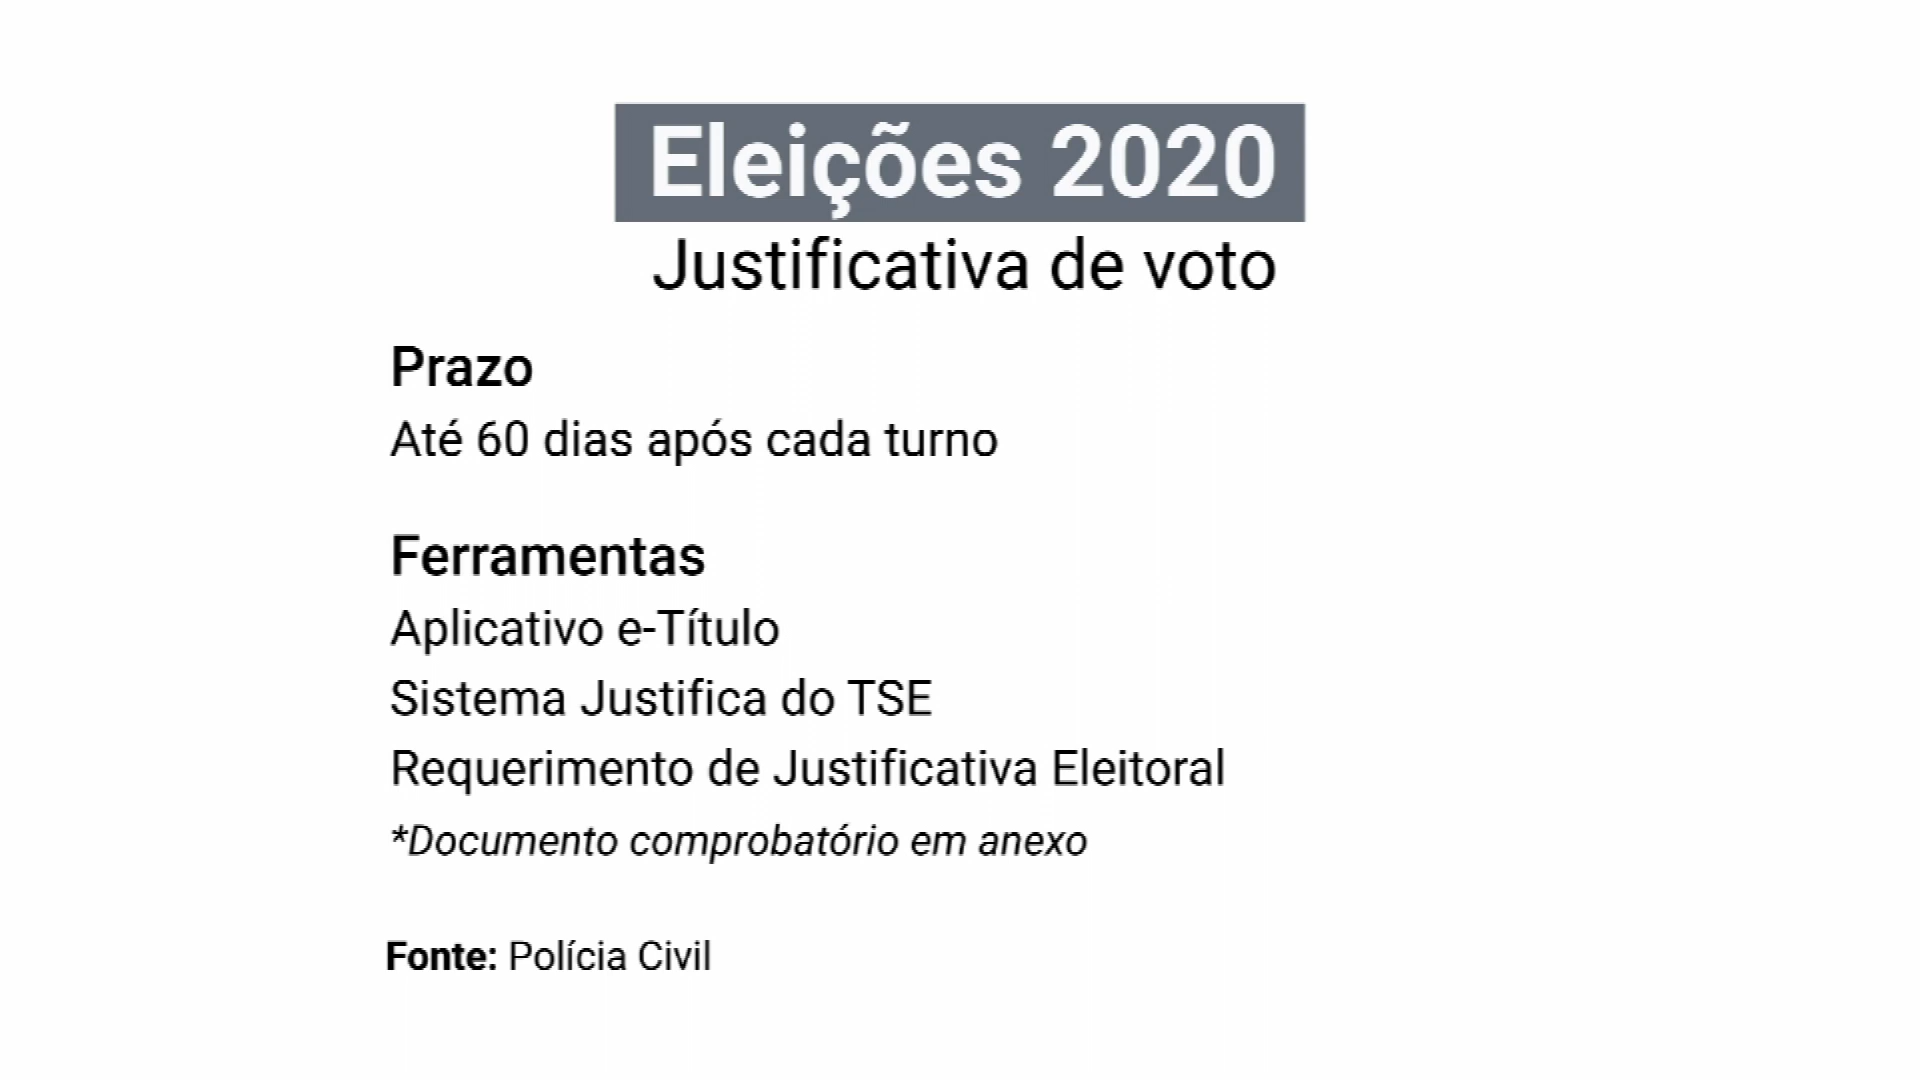 Eleições 2020
Justificativa de voto
Prazo
Até 60 dias após cada turno
Ferramentas
Aplicativo e-Título
Sistema Justifica do TSE
Requerimento de Justificativa Eleitoral
*Documento comprobatório em anexo
Fonte: Polícia Civil